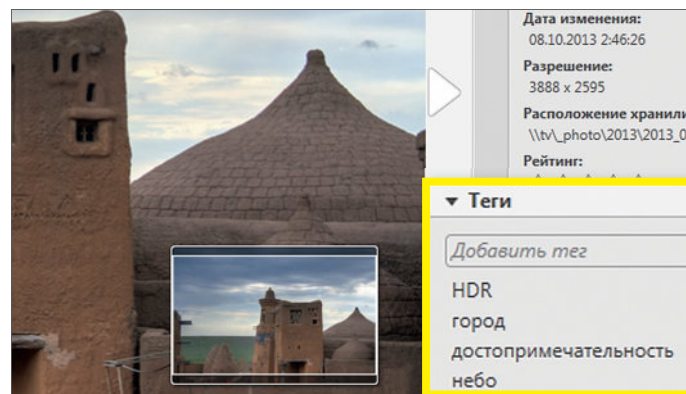 Дата изменения:
08.10.2013 2:46:26
Разрешение:
3888 x 2595
Расположение хранили
\\tv\_photo\2013\2013_0
Рейтинг:
Теги
Добавить тег
HDR
город
достопримечательность
небо